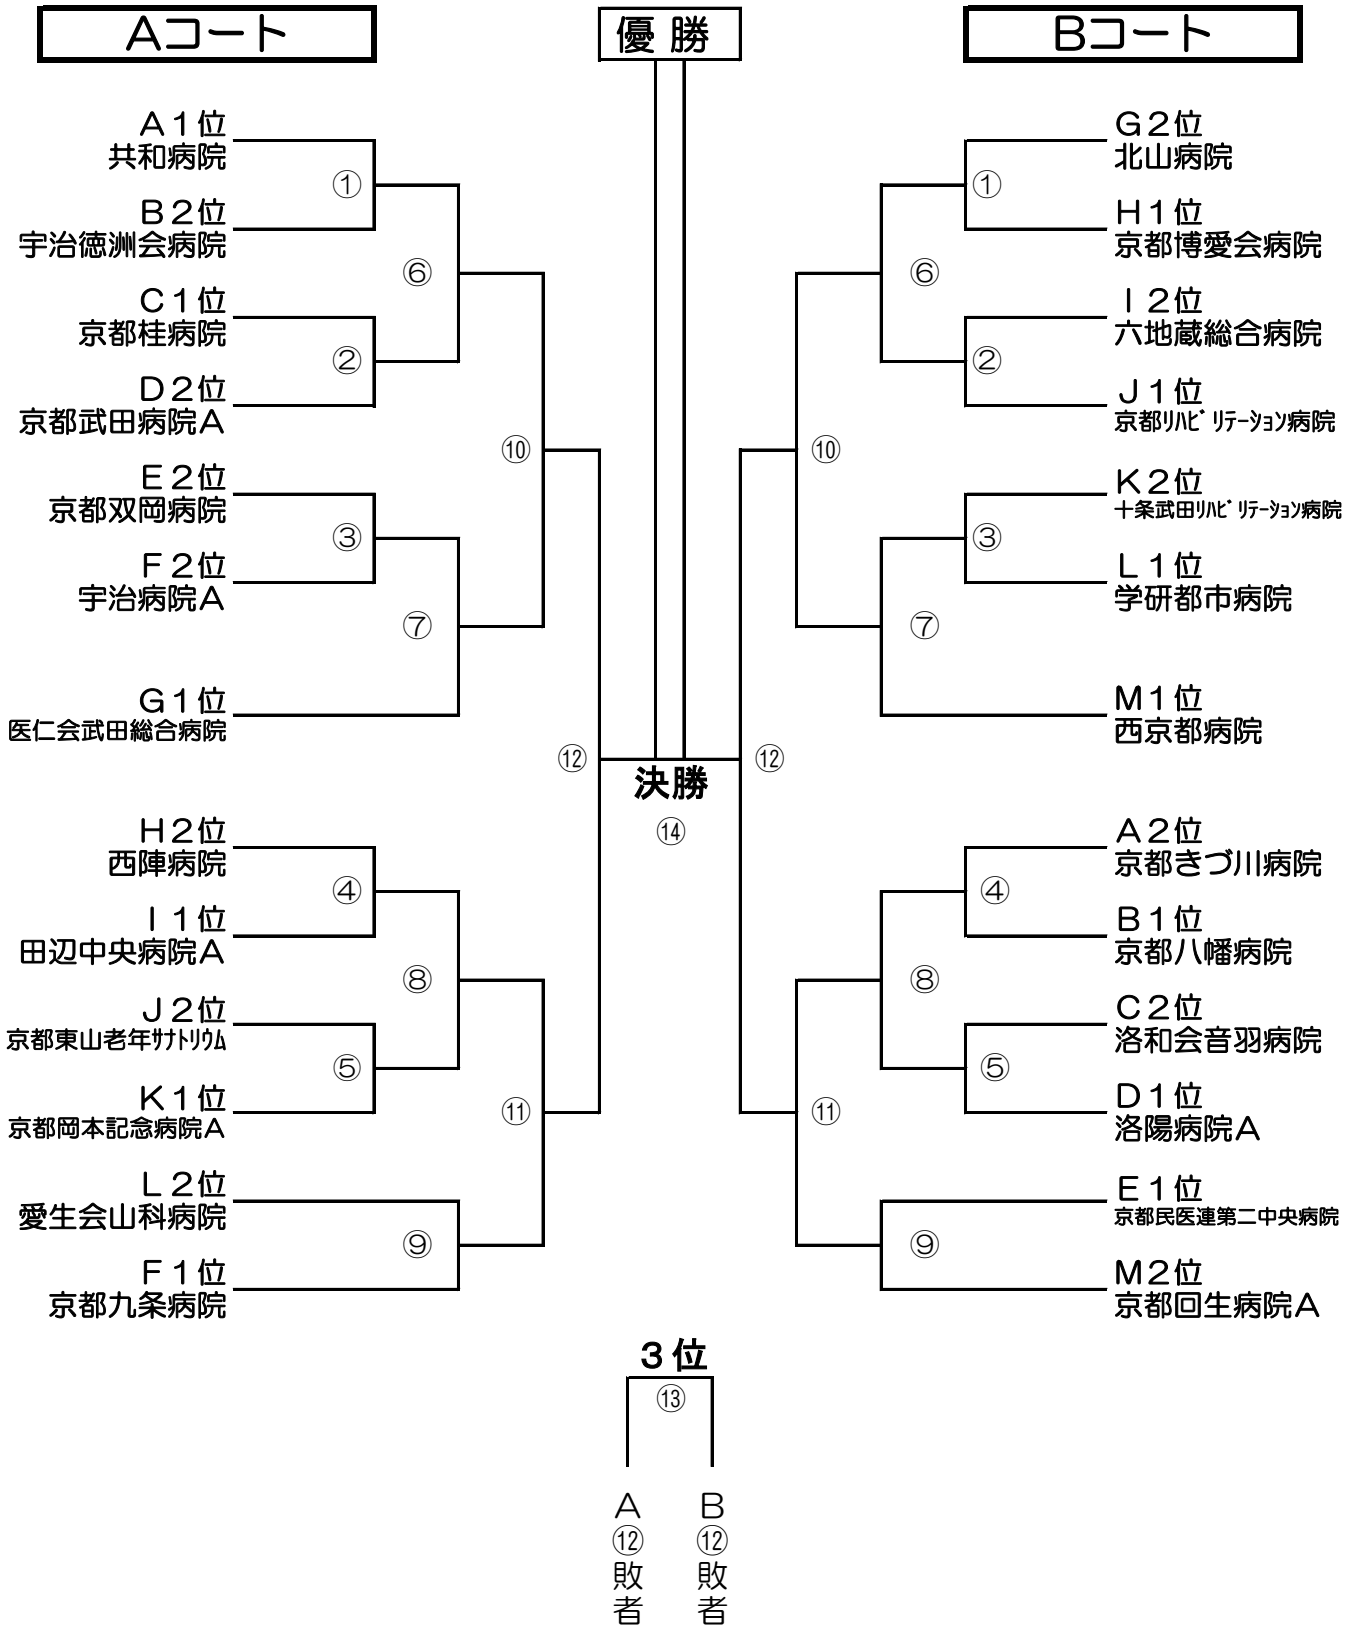 Aコート
優勝
Bコート
A1位
共和病院
①
B2位
宇治徳洲会病院
⑥
C1位
京都桂病院
②
D2位
京都武田病院A
⑩
E2位
京都双岡病院
③
F2位
宇治病院A
⑦
G1位
医仁会武田総合病院
⑫
H2位
西陣病院
④
I1位
田辺中央病院A
⑧
J2位
京都東山老年ｻﾅﾄﾘｳﾑ
⑤
K1位
京都岡本記念病院A
⑪
L2位
愛生会山科病院
⑨
F1位
京都九条病院
決勝
⑭
G2位
北山病院
①
H1位
京都博愛会病院
⑥
I2位
六地蔵総合病院
②
J1位
京都ﾘﾊﾋﾞﾘﾃｰｼｮﾝ病院
⑩
K2位
十条武田ﾘﾊﾋﾞﾘﾃｰｼｮﾝ病院
③
L1位
学研都市病院
⑦
M1位
西京都病院
⑫
A2位
京都きづ川病院
④
B1位
京都八幡病院
⑧
C2位
洛和会音羽病院
⑤
D1位
洛陽病院A
⑪
E1位
京都民医連第二中央病院
⑨
M2位
京都回生病院A
3位
⑬
A⑫敗者
B⑫敗者